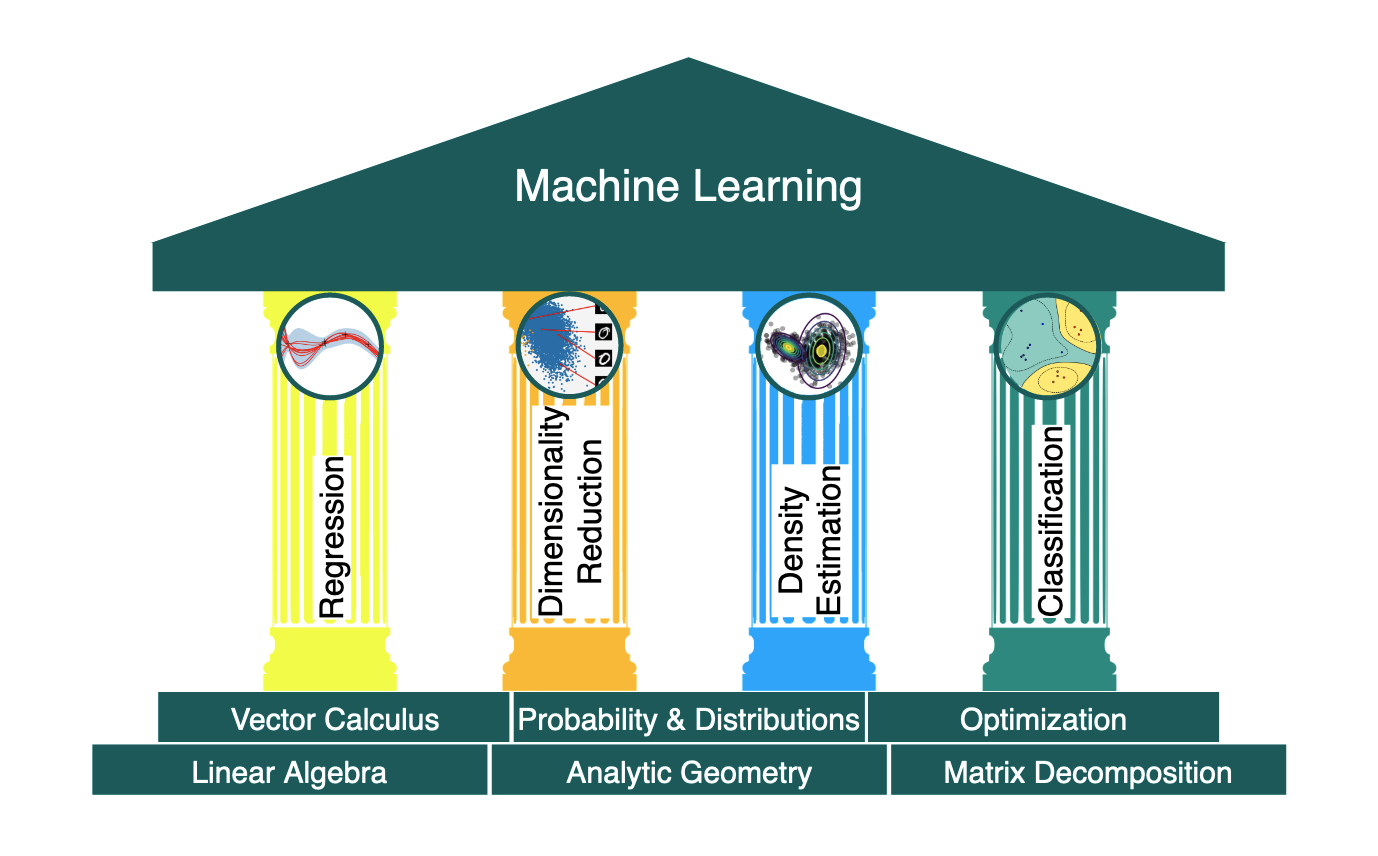 Machine Learning
Regression
Dimensionality
Reduction
Density
Estimation
Classification
Vector Calculus
Probability & Distributions
Optimization
Linear Algebra
Analytic Geometry
Matrix Decomposition